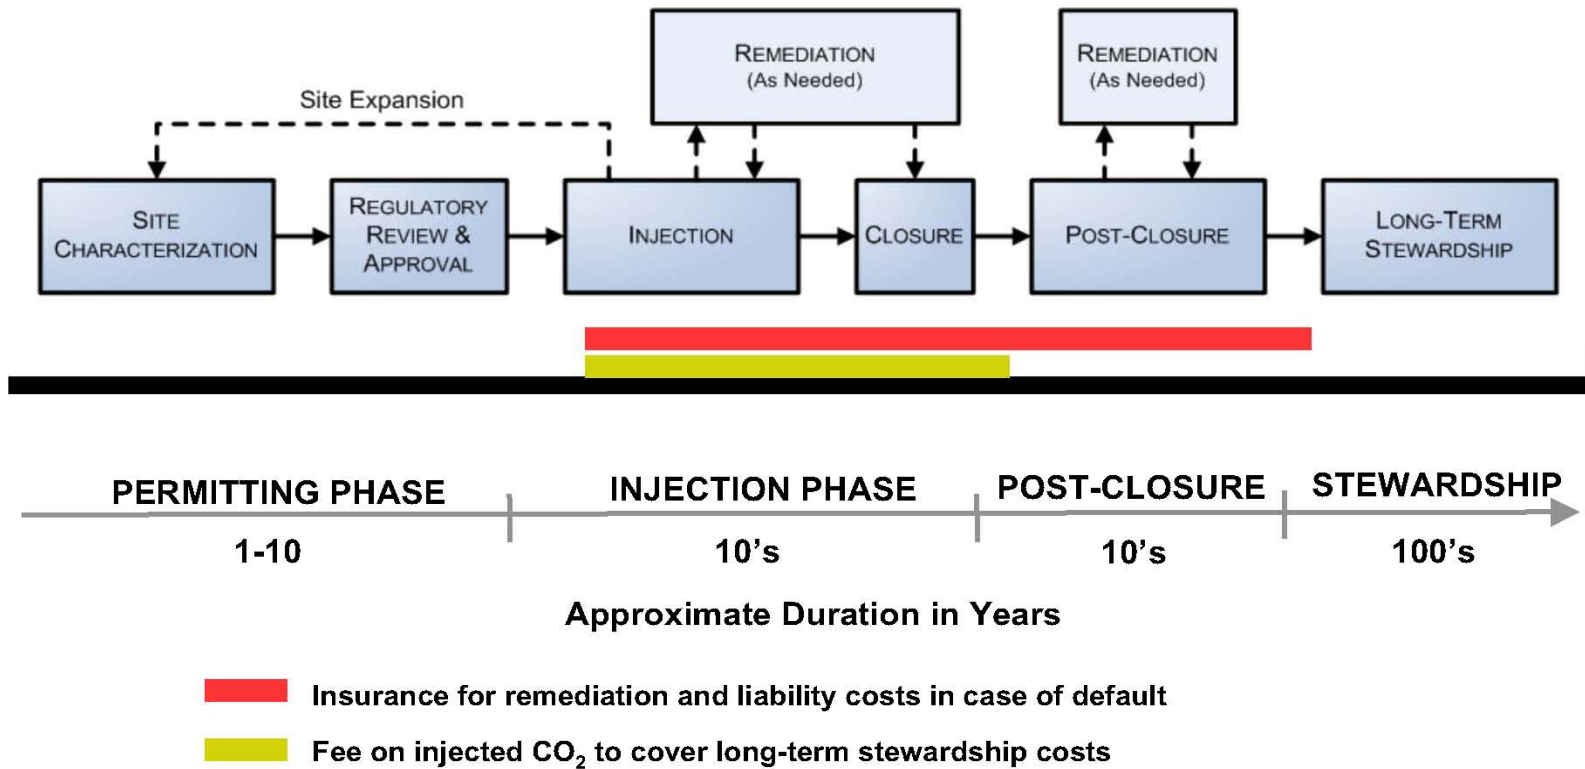 REMEDIATION
(As Needed)
REMEDIATION
(As Needed)
Site Expansion
SITE
CHARACTERIZATION
REGULATORY
REVIEW &
APPROVAL
INJECTION
CLOSURE
POST-CLOSURE
LONG-TERM
STEWARDSHIP
PERMITTING PHASE
INJECTION PHASE
POST-CLOSURE
STEWARDSHIP
1-10
10’s
10’s
100’s
Approximate Duration in Years
Insurance for remediation and liability costs in case of default
Fee on injected CO₂ to cover long-term stewardship costs